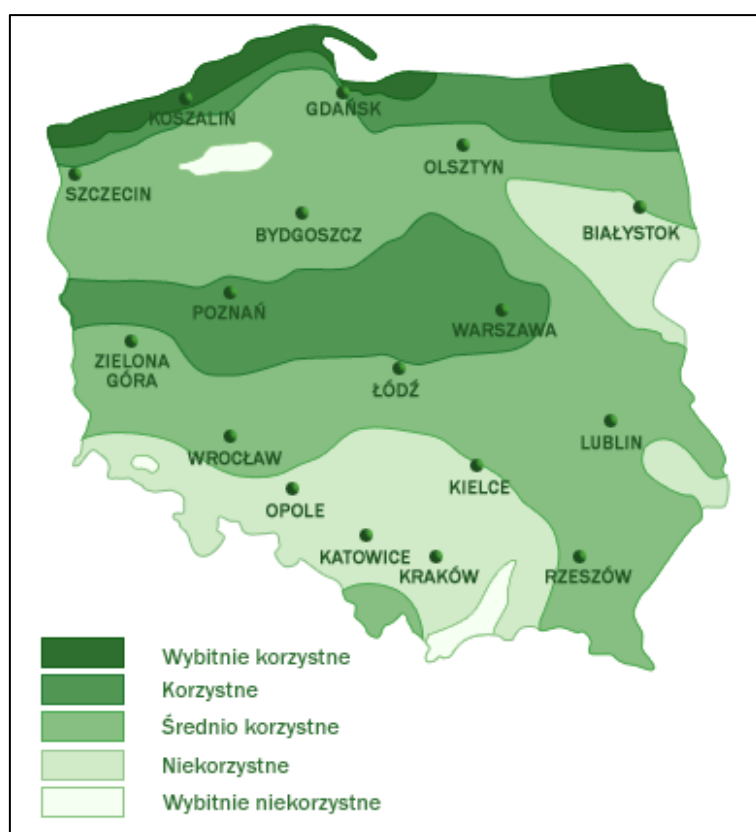 KOSZALIŃ
GDAŃSK
OLSZTYN
SZCZECIN
BYDGOSZCZ
BIAŁYSTOK
POZNAŃ
WARSZAWA
ZIELONA
GÓRA
ŁÓDŹ
LUBLIN
WROCŁAW
KIELCE
OPOLE
KATOWICE
KRAKÓW
RZESZÓW
Wybitnie korzystne
Korzystne
Średnio korzystne
Niekorzystne
Wybitnie niekorzystne